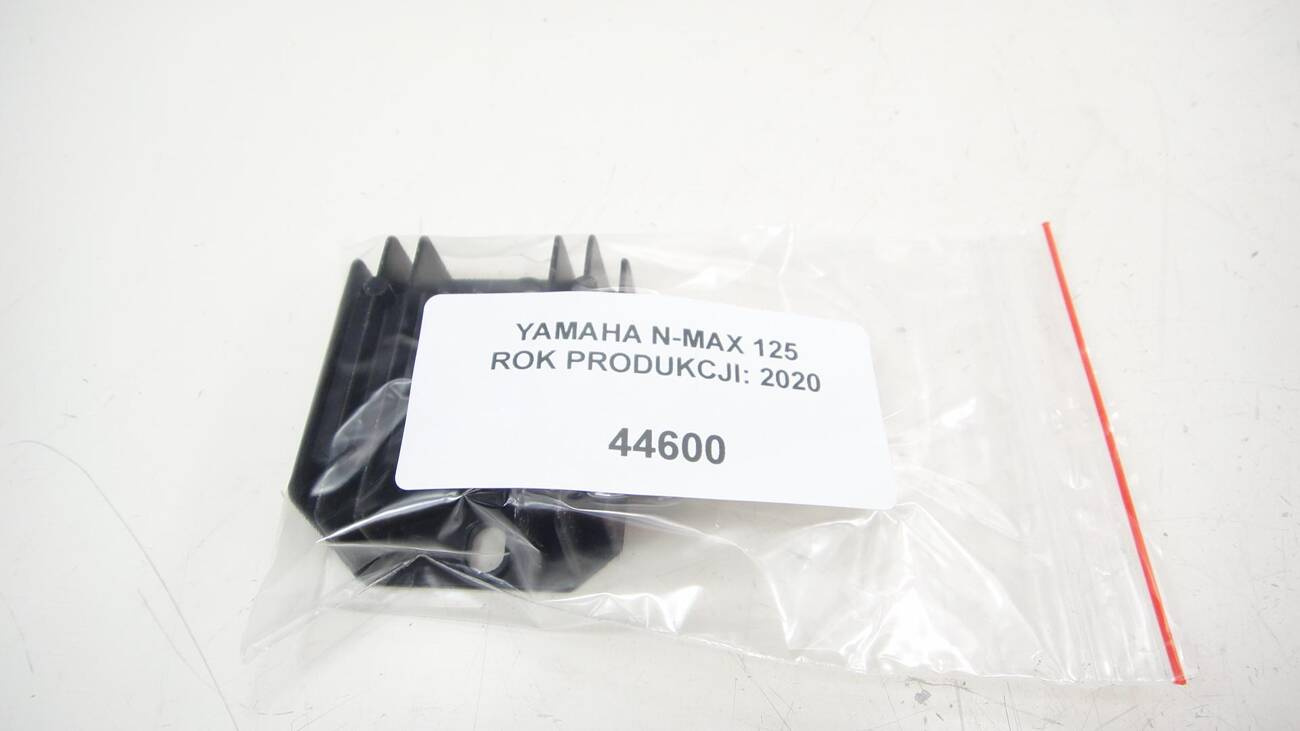 YAMAHA N-MAX 125
ROK PRODUKCJI: 2020
44600